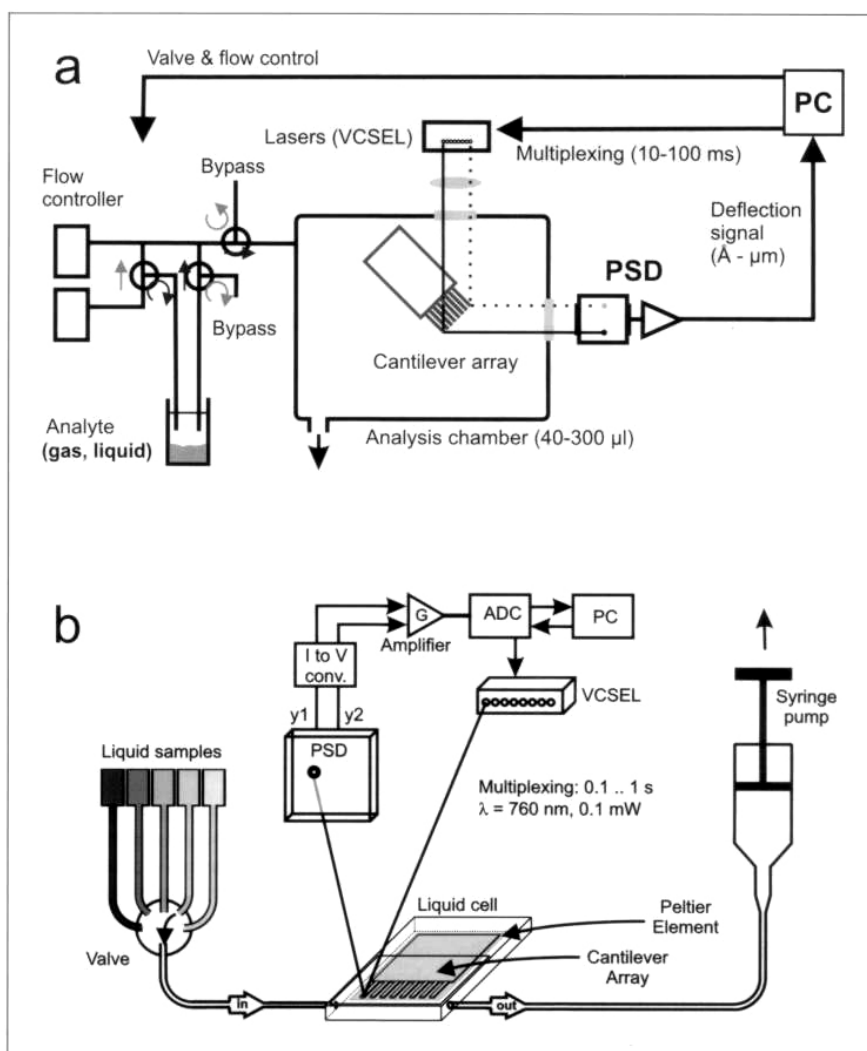 a
Valve & flow control
PC
Lasers (VCSEL)
Multiplexing (10-100 ms)
Bypass
Flow
controller
Deflection
signal
(Å - µm)
PSD
Bypass
Cantilever array
Analyte
(gas, liquid)
Analysis chamber (40-300 µl)
b
G
ADC
PC
Amplifier
I to V
conv.
VCSEL
y1
y2
Syringe
pump
PSD
Liquid samples
Multiplexing: 0.1 .. 1 s
λ = 760 nm, 0.1 mW
Liquid cell
Peltier
Element
Valve
Cantilever
Array
in
out